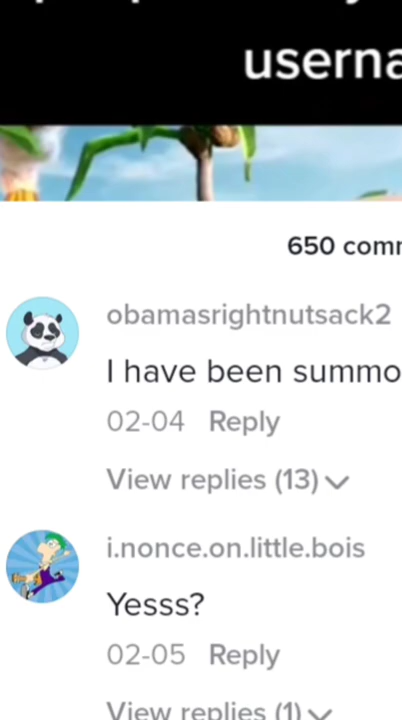 userna
650 comm
obamasrightnutsack2
I have been summo
02-04 Reply
View replies (13)
i.nonce.on.little.bois
Yesss?
02-05 Reply
View replies (1)